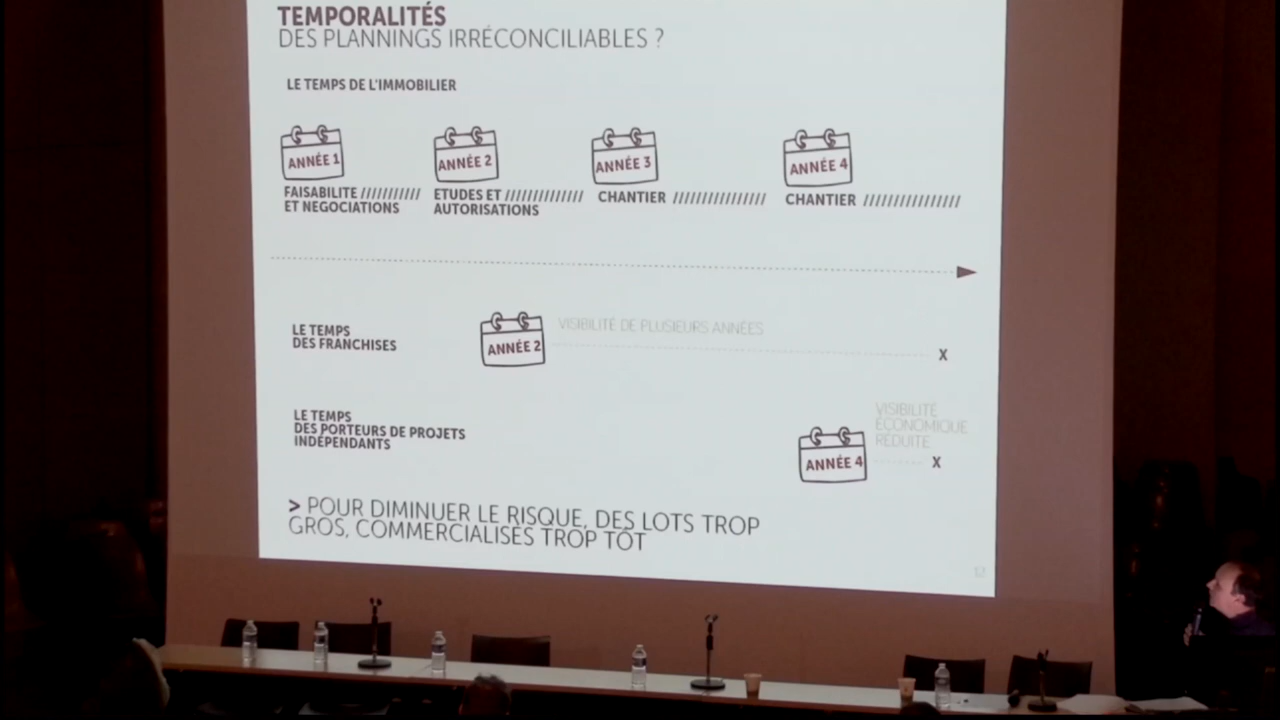 TEMPORALITÉS
DES PLANNINGS IRRÉCONCILIABLES ?
LE TEMPS DE L'IMMOBILIER
ANNÉE 1
FAISABILITE ///////////
ET NEGOCIATIONS
ANNÉE 2
ETUDES ET //////////////
AUTORISATIONS
ANNÉE 3
CHANTIER ////////////////
ANNÉE 4
CHANTIER ////////////////
LE TEMPS
DES FRANCHISES
ANNÉE 2
VISIBILITÉ DE PLUSIEURS ANNÉES
X
LE TEMPS
DES PORTEURS DE PROJETS
INDÉPENDANTS
ANNÉE 4
VISIBILITÉ
ÉCONOMIQUE
RÉDUITE
X
> POUR DIMINUER LE RISQUE, DES LOTS TROP
GROS, COMMERCIALISÉS TROP TÔT
12